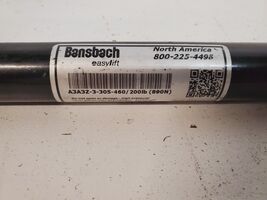 Bansbach
easylift
North America
800-225-4498
A3A3Z-3-305-460/200lb (890N)